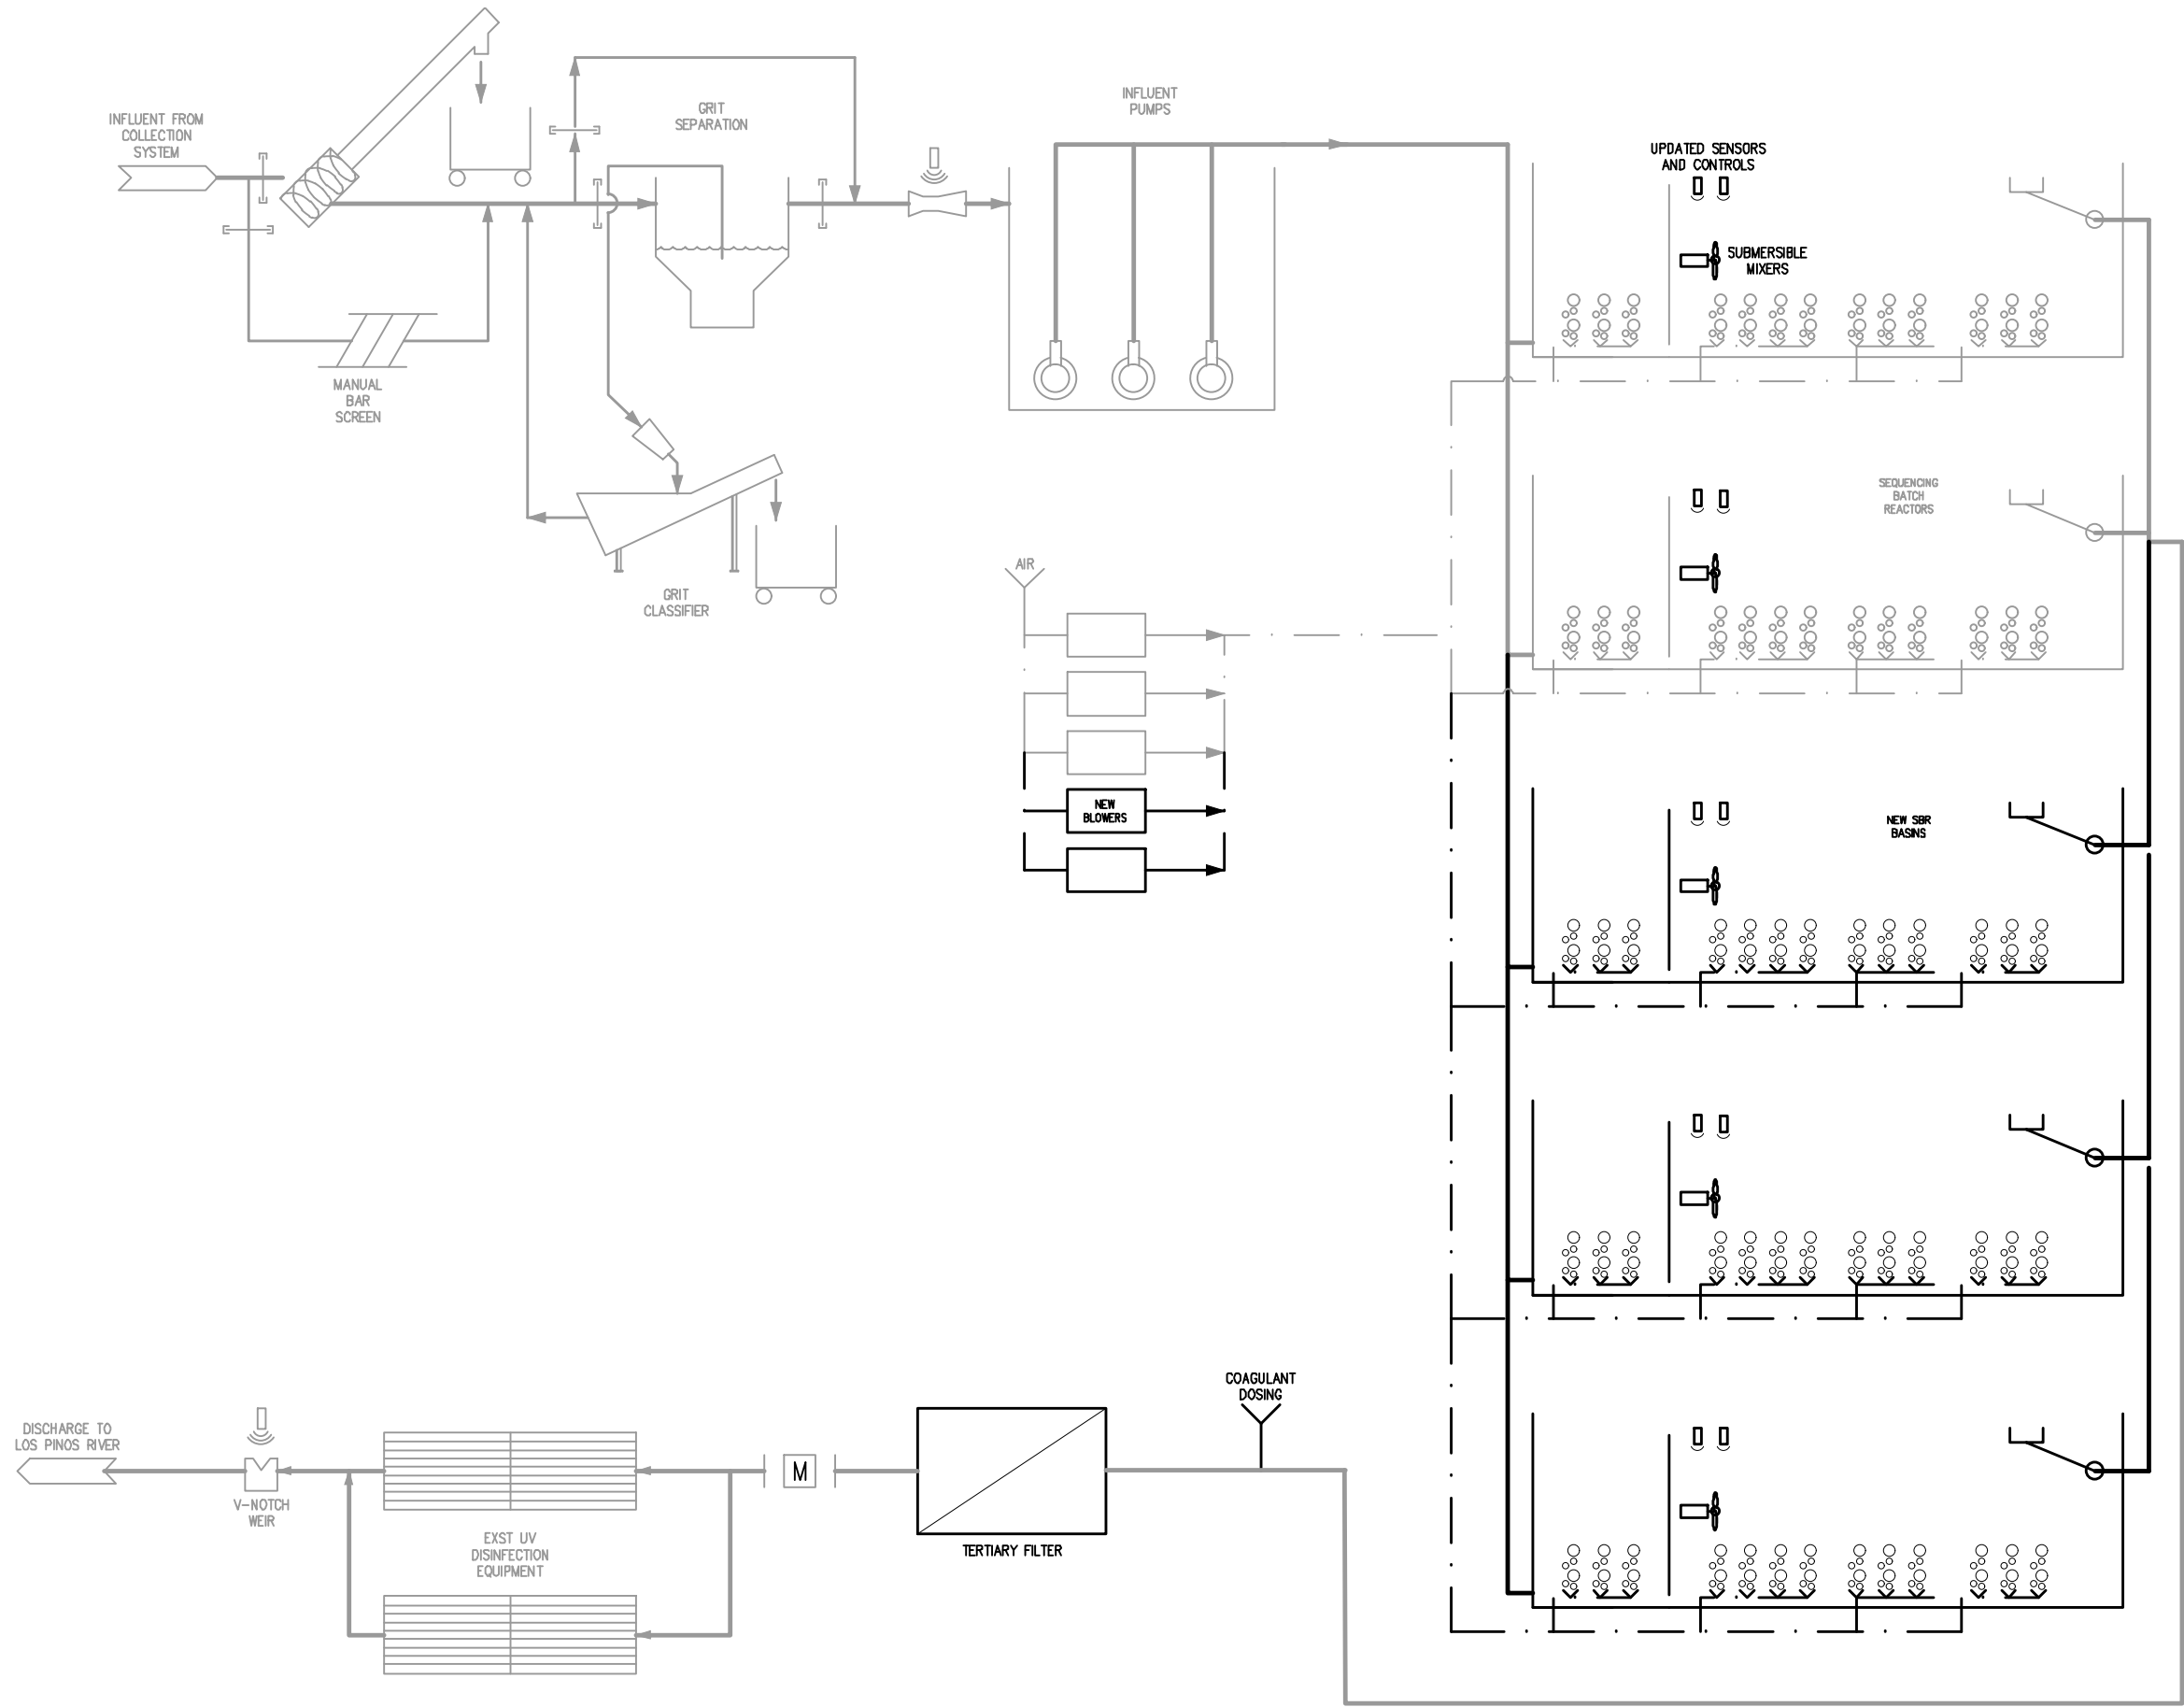 INFLUENT FROM
COLLECTION
SYSTEM
GRIT
SEPARATION
INFLUENT
PUMPS
UPDATED SENSORS
AND CONTROLS
SUBMERSIBLE
MIXERS
MANUAL
BAR
SCREEN
SEQUENCING
BATCH
REACTORS
AIR
GRIT
CLASSIFIER
NEW
BLOWERS
NEW SBR
BASINS
COAGULANT
DOSING
DISCHARGE TO
LOS PINOS RIVER
M
V-NOTCH
WEIR
EXST UV
DISINFECTION
EQUIPMENT
TERTIARY FILTER